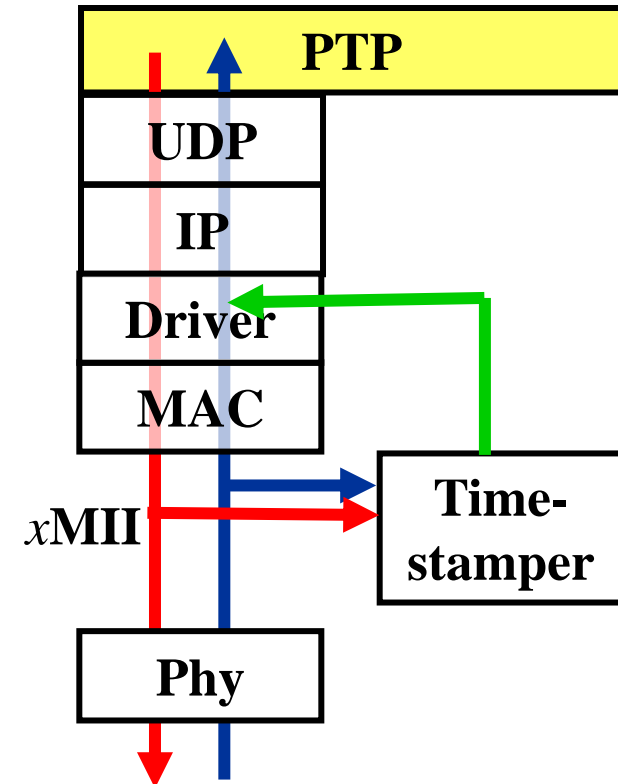 PTP
UDP
IP
Driver
MAC
xMII
Time-
stamper
Phy